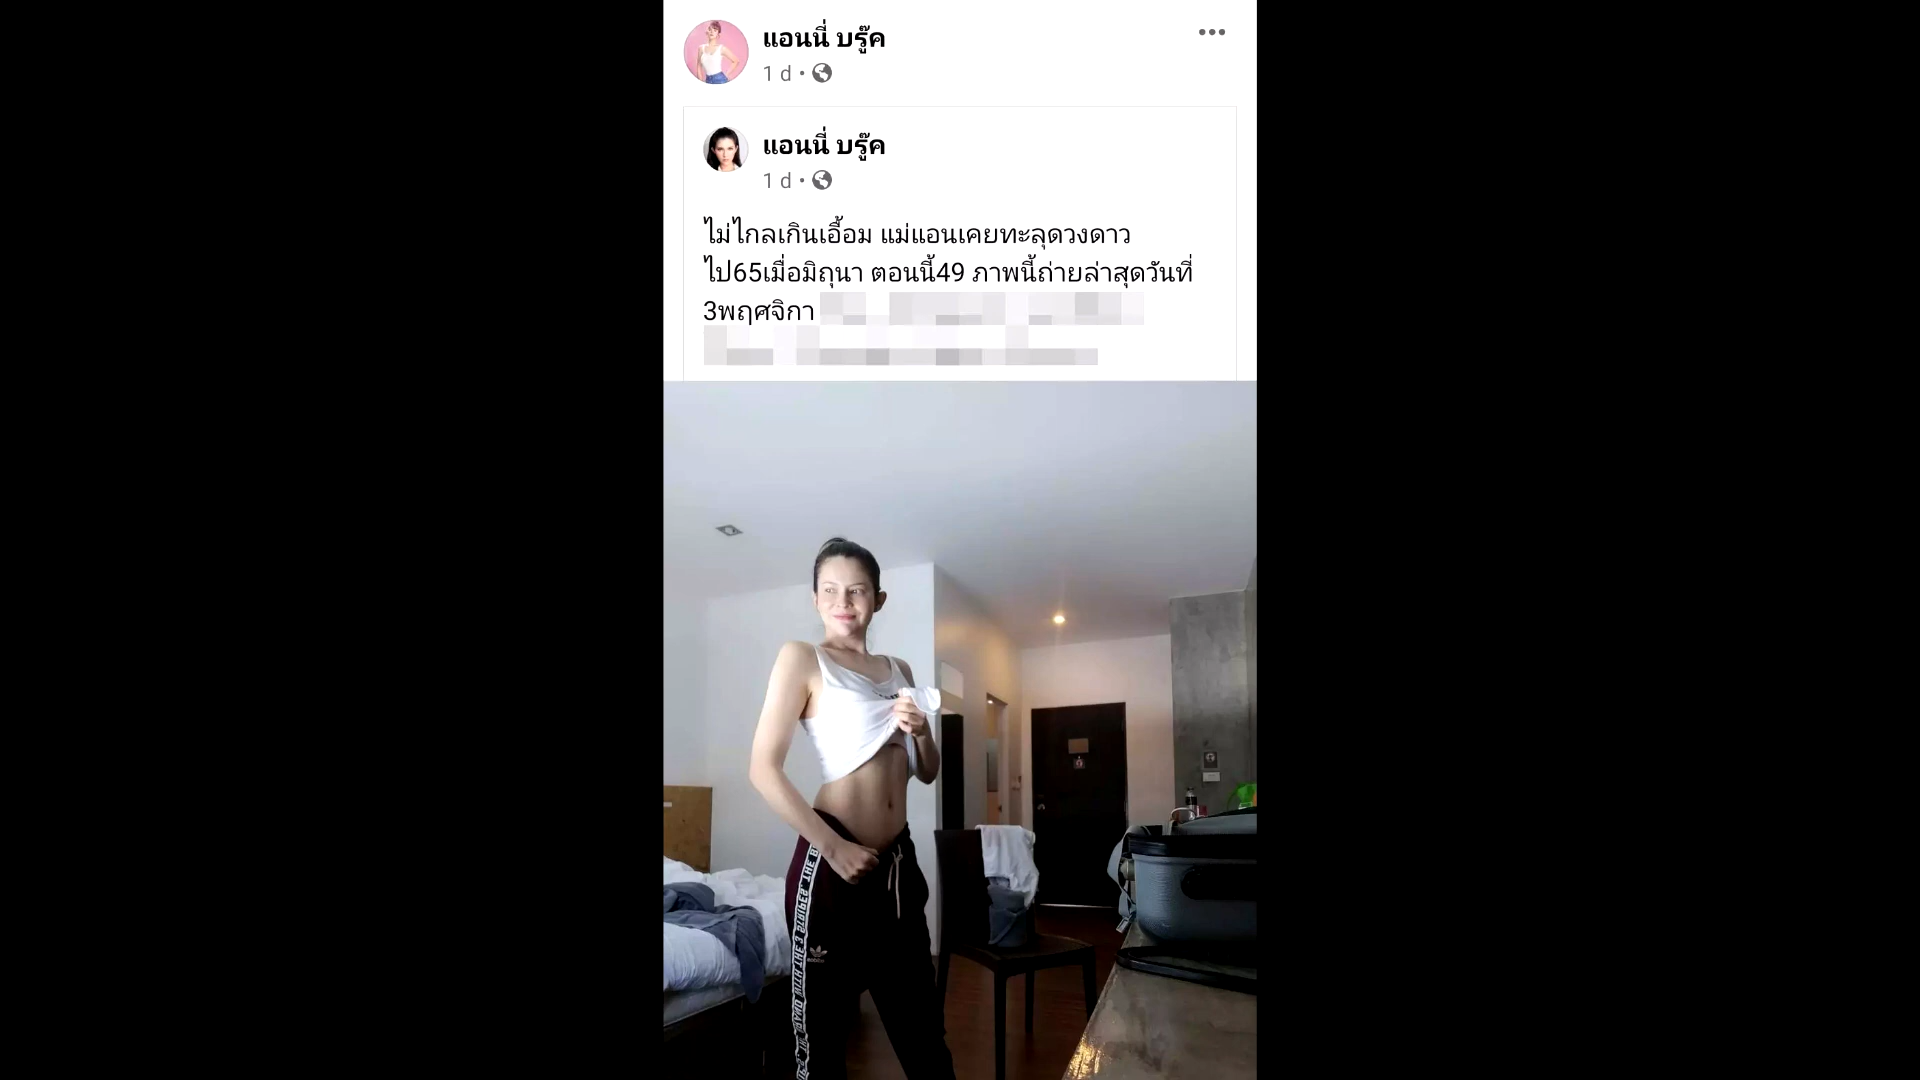 แอนนี่ บรู๊ค
1 d
แอนนี่ บรู๊ค
1 d
ไม่ไกลเกินเอื้อม แม่แอนเคยทะลุดวงดาว
ไป65เมื่อมิถุนา ตอนนี้49 ภาพนี้ถ่ายล่าสุดวันที่
3พฤศจิกา